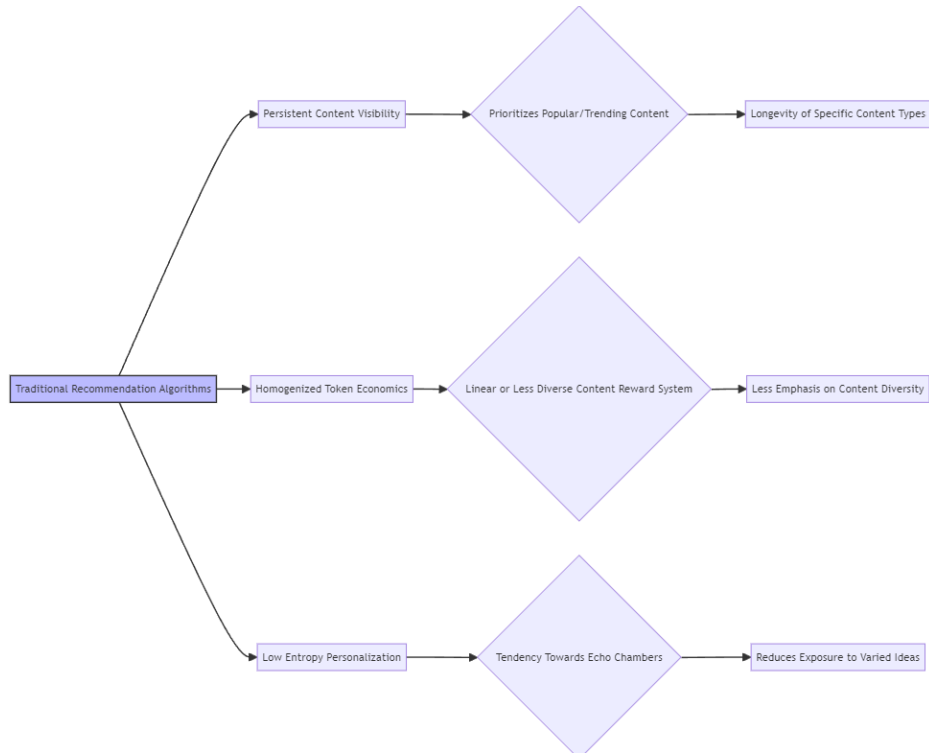 Persistent Content Visibility
Prioritizes Popular/Trending Content
Longevity of Specific Content Types
Traditional Recommendation Algorithms
Homogenized Token Economics
Linear or Less Diverse Content Reward System
Less Emphasis on Content Diversity
Low Entropy Personalization
Tendency Towards Echo Chambers
Reduces Exposure to Varied Ideas